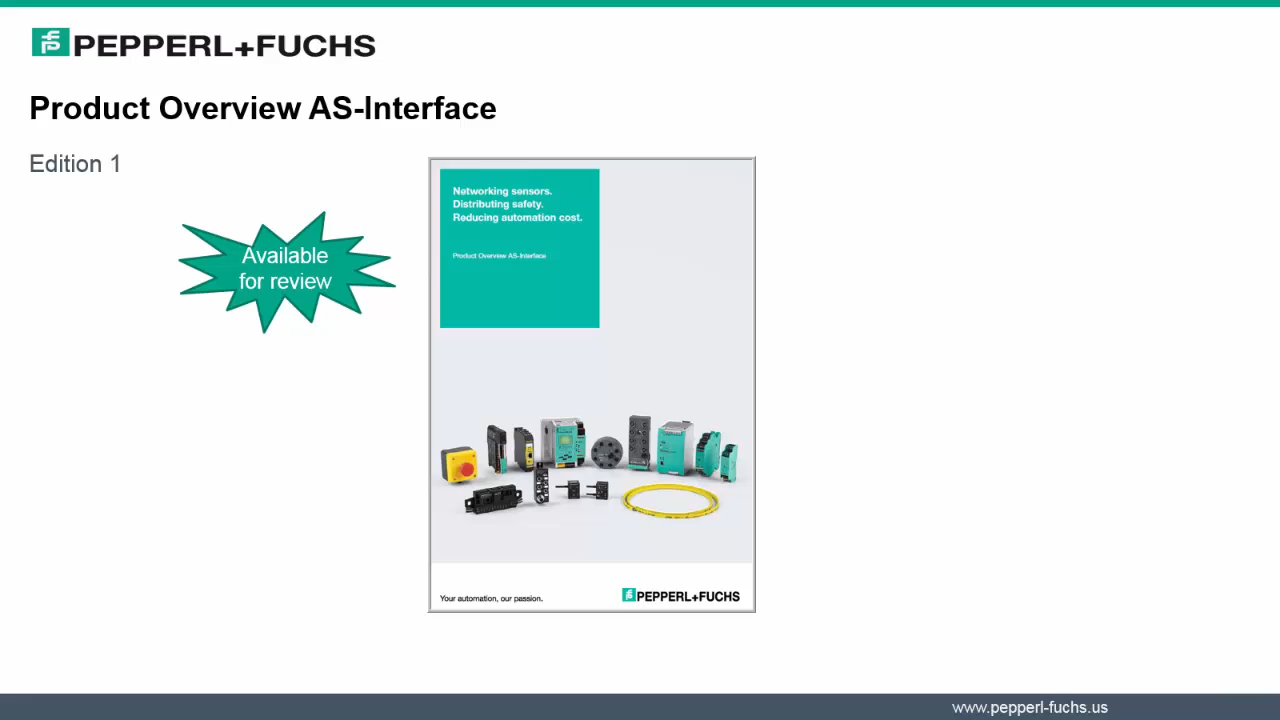 PEPPERL+FUCHS
Product Overview AS-Interface
Edition 1
Available
for review
Networking sensors.
Distributing safety.
Reducing automation cost.
Product Overview AS-Interface
Your automation, our passion.
PEPPERL+FUCHS
www.pepperl-fuchs.us